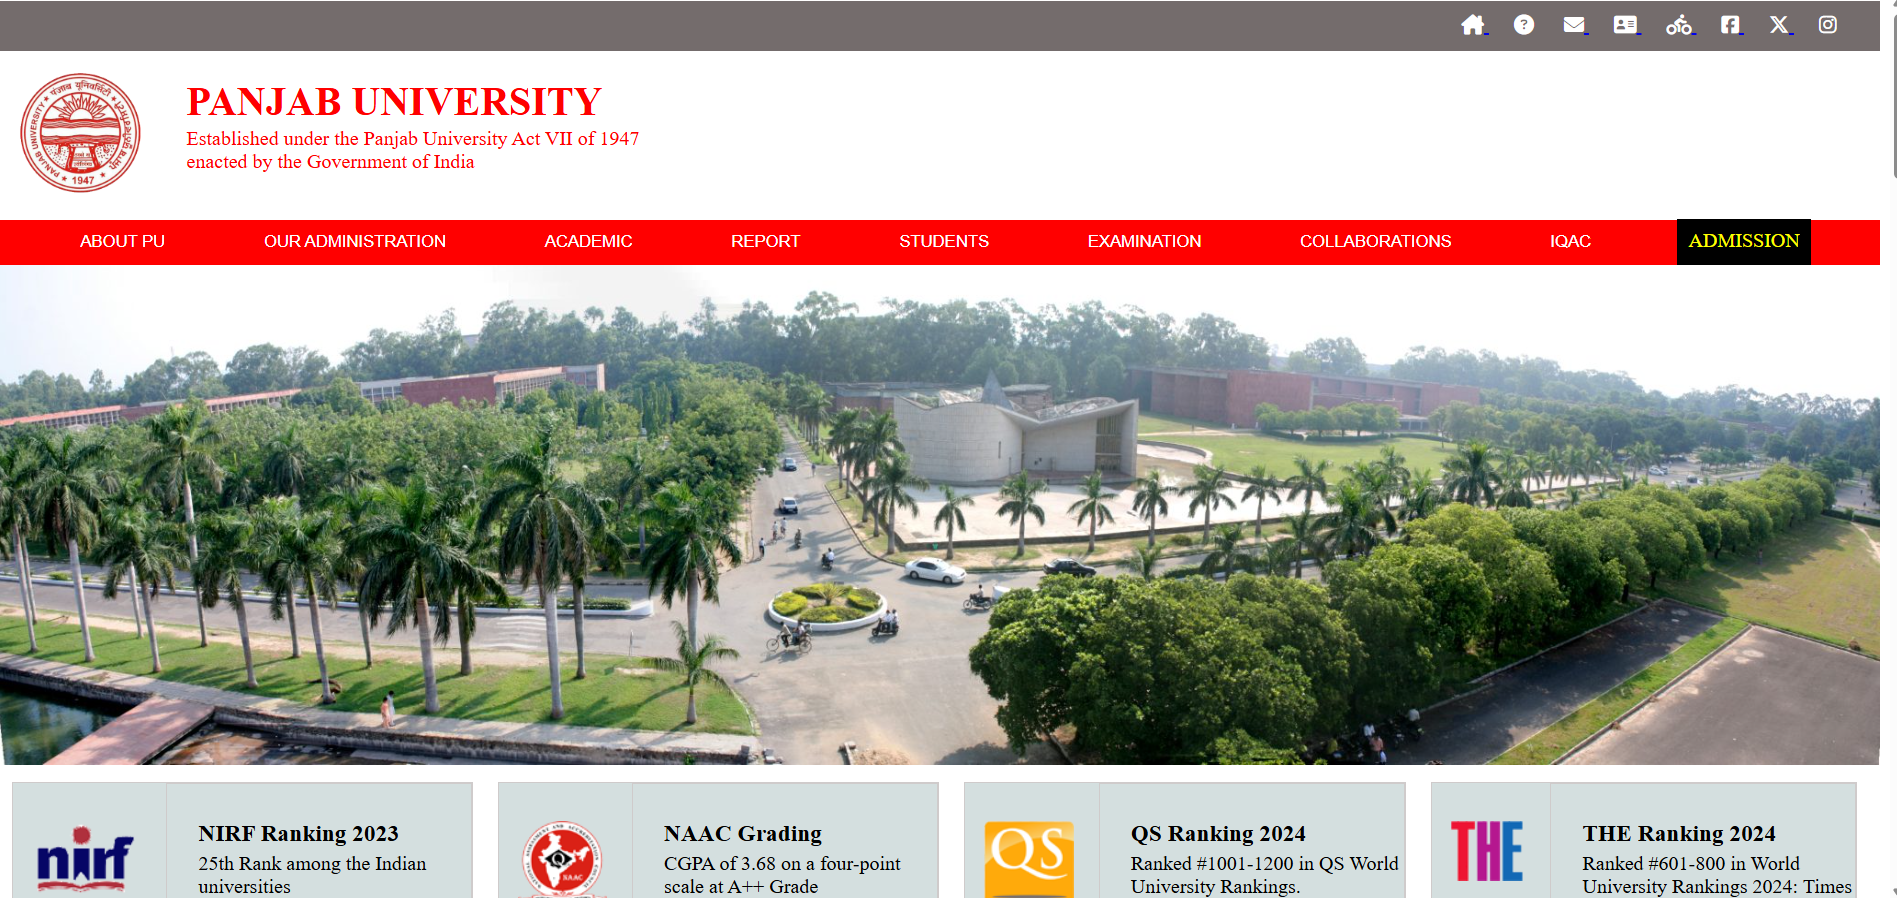 PANJAB UNIVERSITY
Established under the Panjab University Act VII of 1947
enacted by the Government of India
पंजाब यूनिवर्सिटी
PANJAB UNIVERSITY
1947
ABOUT PU
OUR ADMINISTRATION
ACADEMIC
REPORT
STUDENTS
EXAMINATION
COLLABORATIONS
IQAC
ADMISSION
nirf
NIRF Ranking 2023
25th Rank among the Indian
universities
NAAC
NAAC Grading
CGPA of 3.68 on a four-point
scale at A++ Grade
QS
QS Ranking 2024
Ranked #1001-1200 in QS World
University Rankings.
THE
THE Ranking 2024
Ranked #601-800 in World
University Rankings 2024: Times